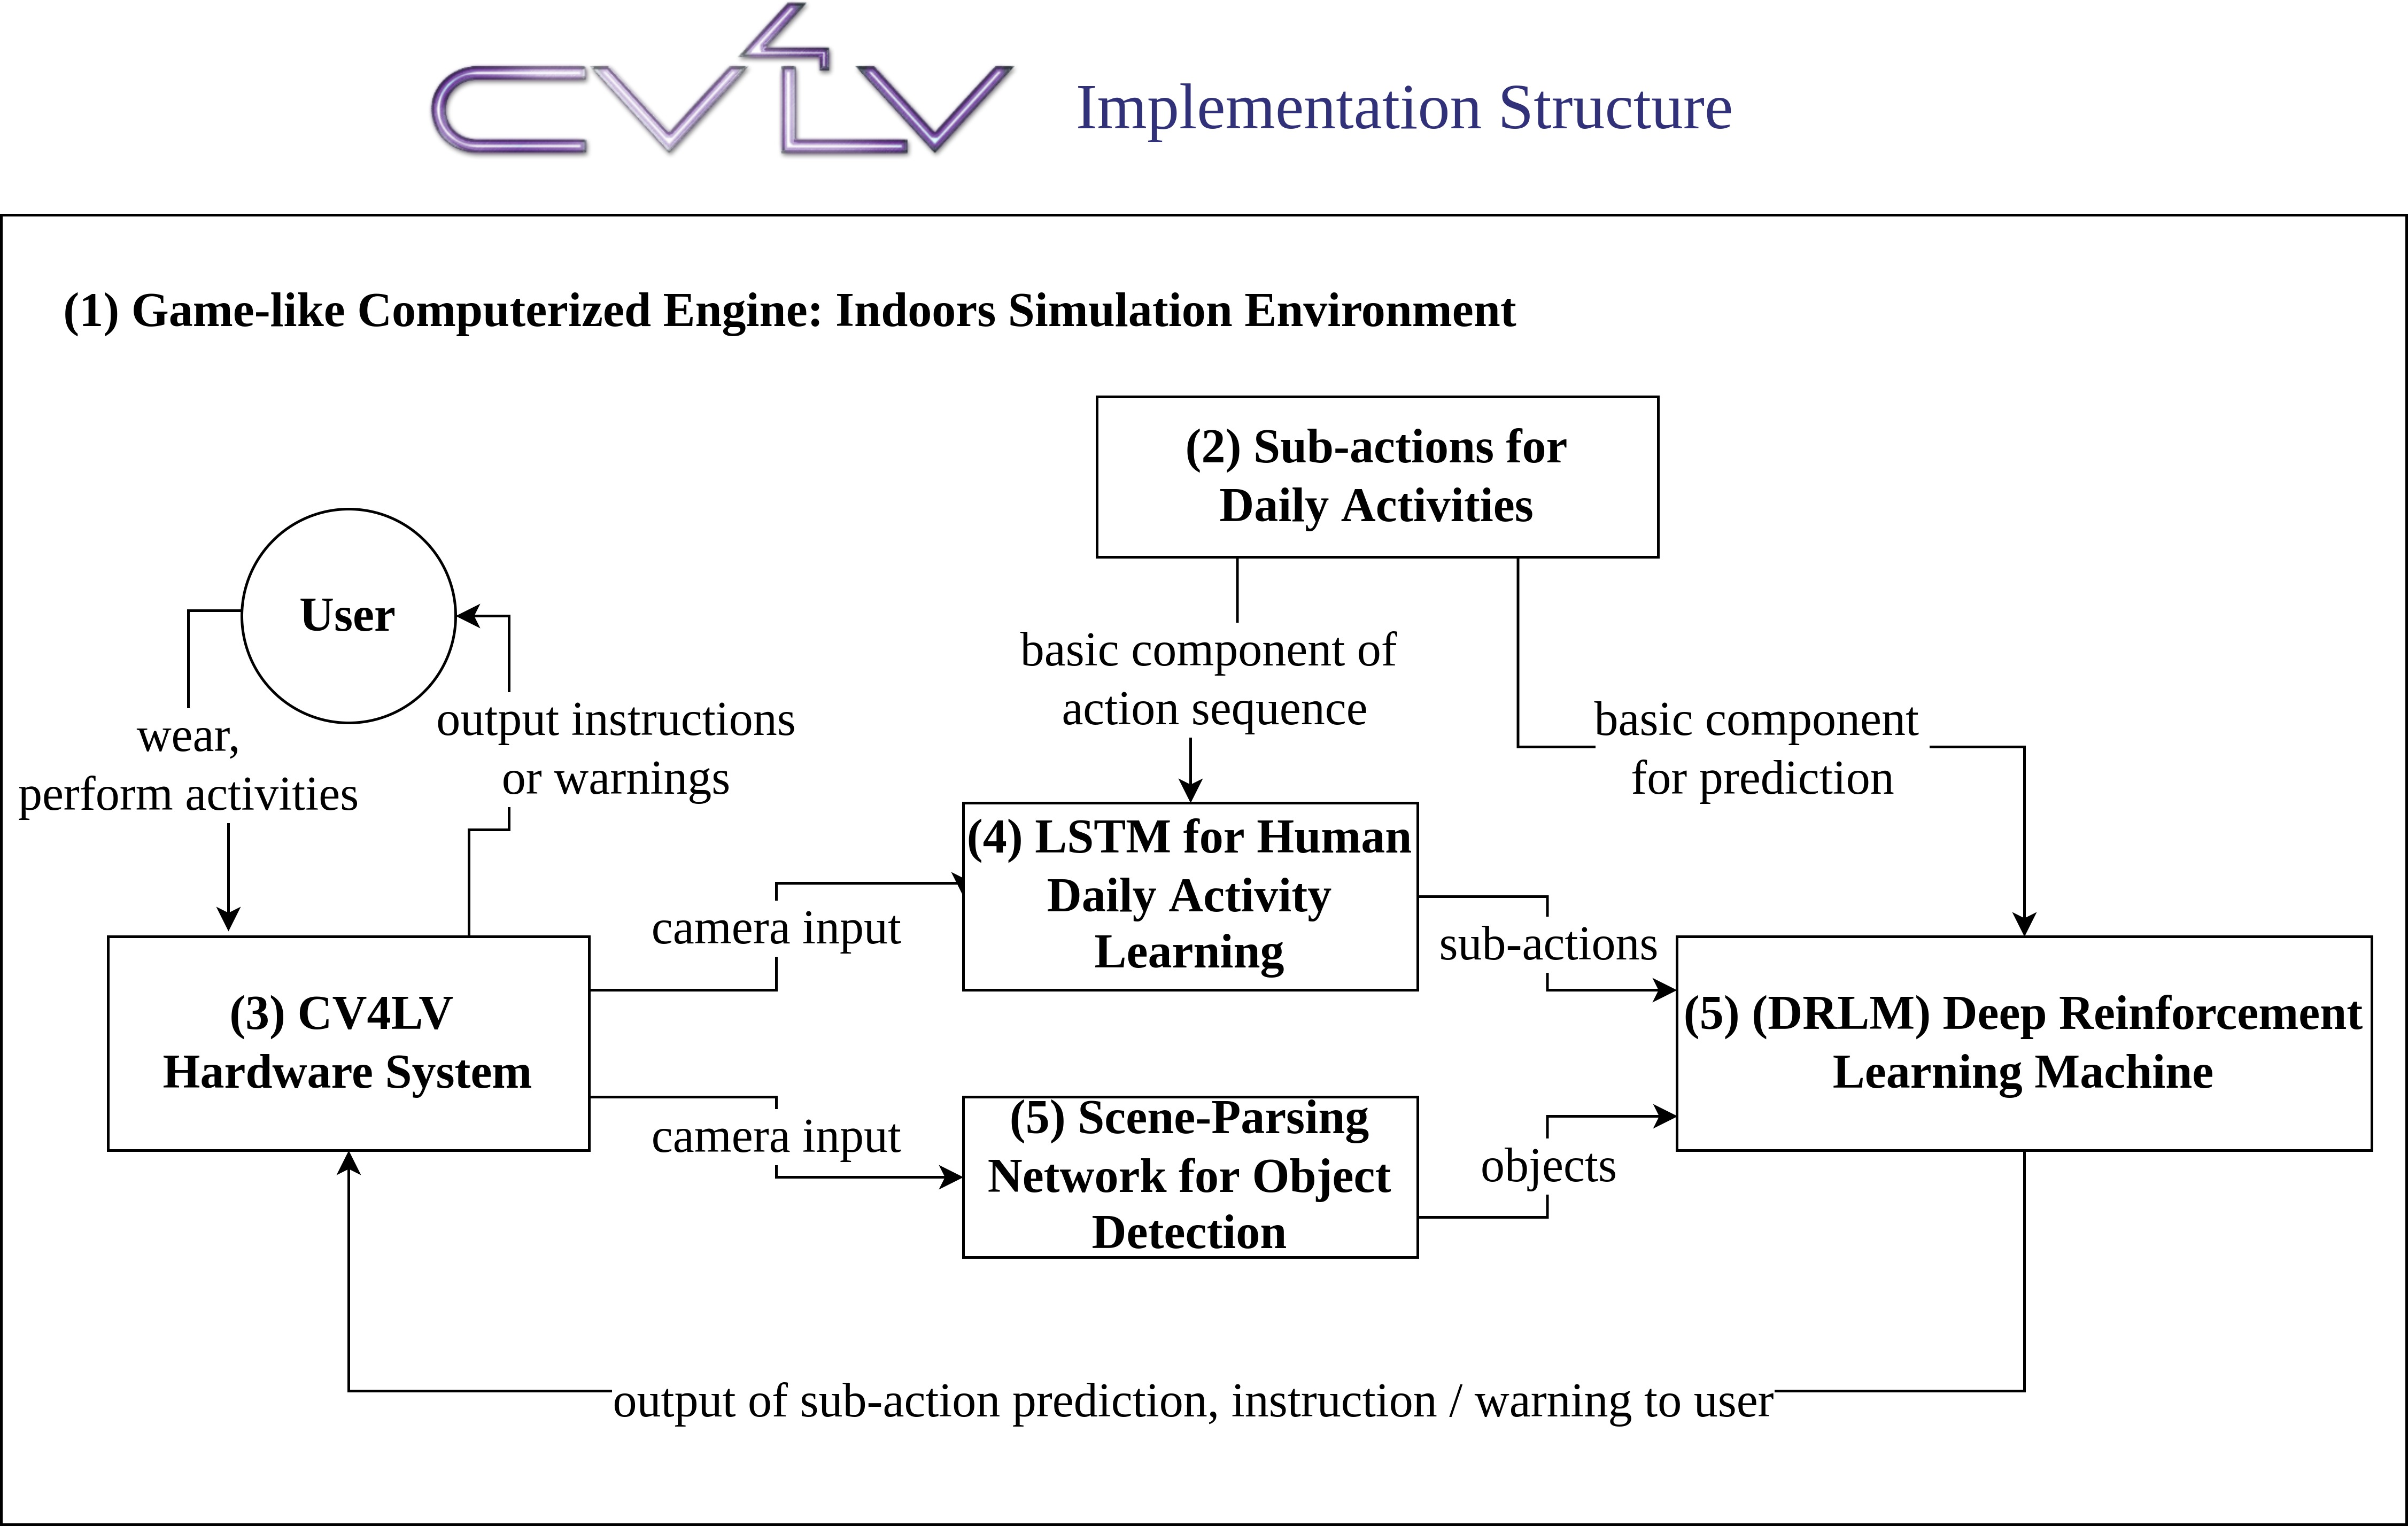 CV4LV
Implementation Structure
(1) Game-like Computerized Engine: Indoors Simulation Environment
(2) Sub-actions for
Daily Activities
User
wear,
perform activities
output instructions
or warnings
basic component of
action sequence
basic component
for prediction
(3) CV4LV
Hardware System
camera input
camera input
(4) LSTM for Human
Daily Activity
Learning
(5) Scene-Parsing
Network for Object
Detection
sub-actions
objects
(5) (DRLM) Deep Reinforcement
Learning Machine
output of sub-action prediction, instruction / warning to user